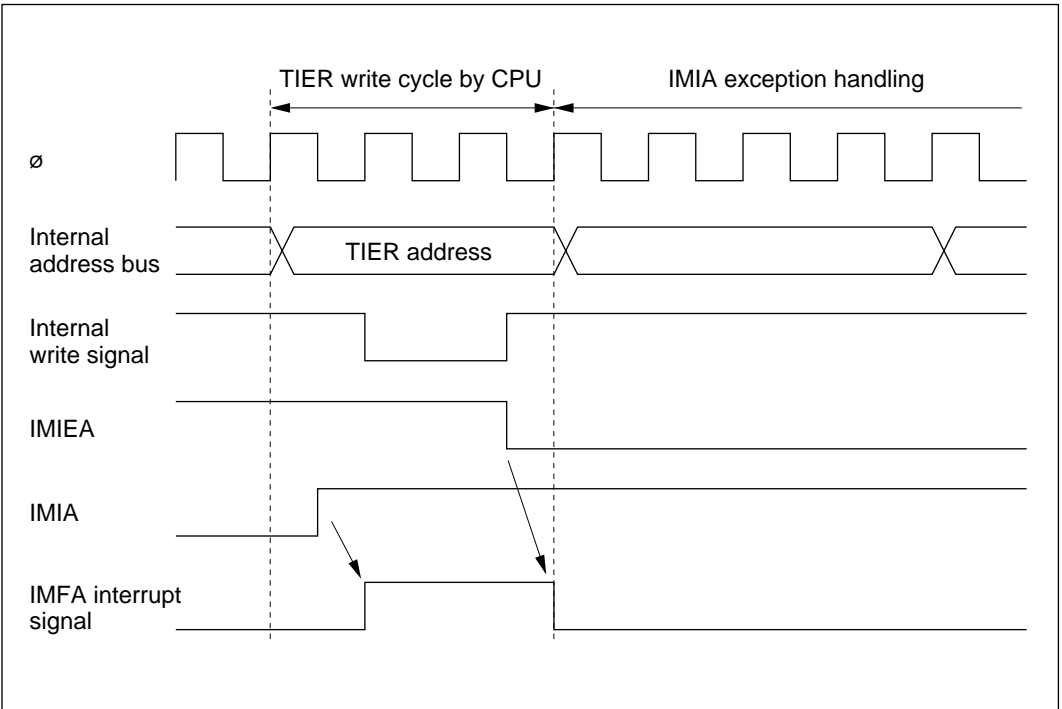 TIER write cycle by CPU
IMIA exception handling
ø
Internal
address bus
TIER address
Internal
write signal
IMIEA
IMIA
IMFA interrupt
signal